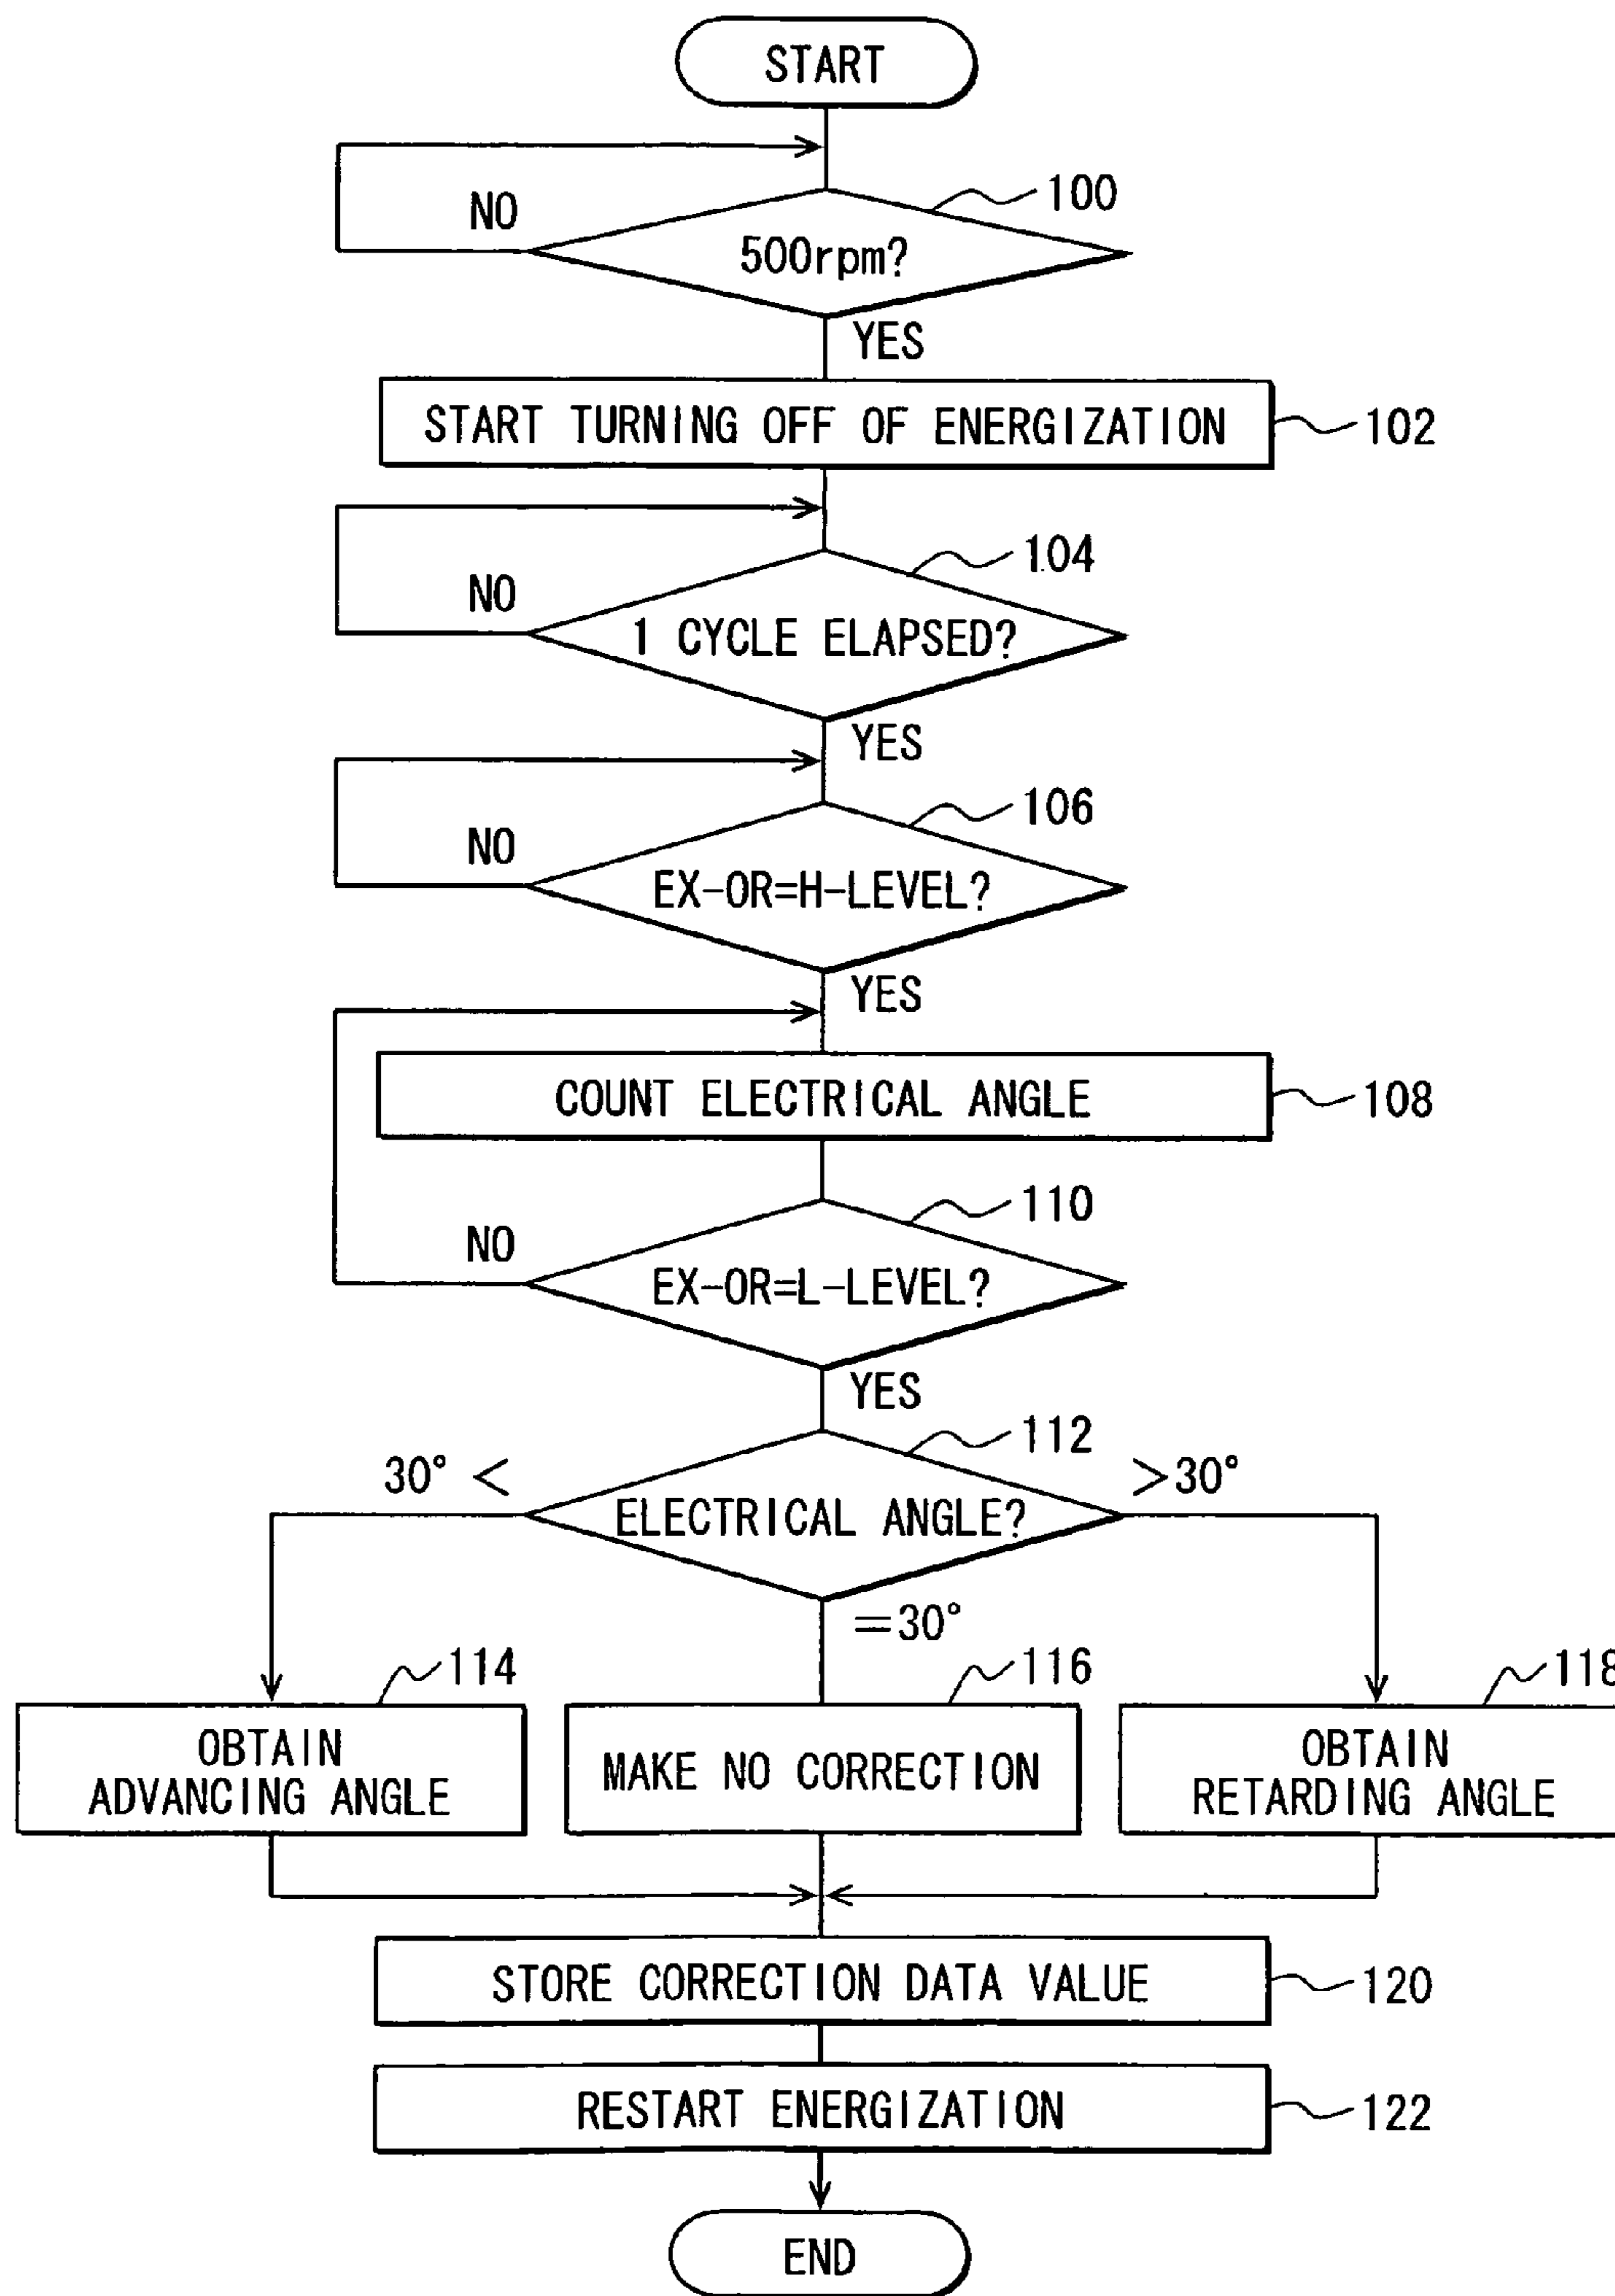 START
NO
100
500rpm?
YES
START TURNING OFF OF ENERGIZATION
102
104
NO
1 CYCLE ELAPSED?
YES
106
NO
EX-OR=H-LEVEL?
YES
COUNT ELECTRICAL ANGLE
108
110
NO
EX-OR=L-LEVEL?
YES
112
30° <
>30°
ELECTRICAL ANGLE?
=30°
114
116
118
OBTAIN
ADVANCING ANGLE
MAKE NO CORRECTION
OBTAIN
RETARDING ANGLE
STORE CORRECTION DATA VALUE
120
RESTART ENERGIZATION
122
END